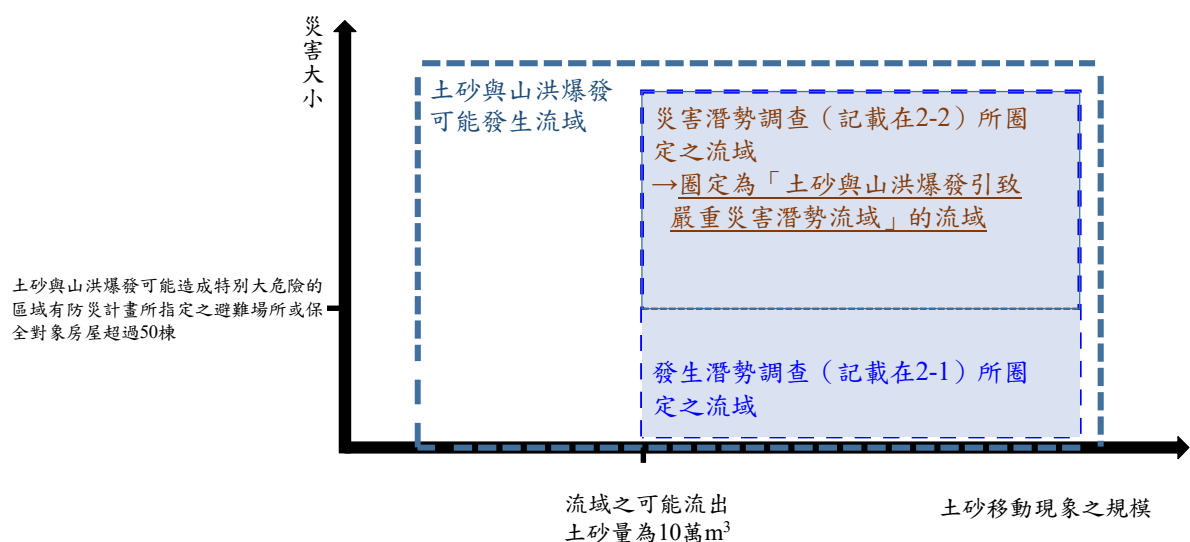 災
害
大
小
土砂與山洪爆發
可能發生流域
災害潛勢調查（記載在2-2）所圈
定之流域
→圈定為「土砂與山洪爆發引致
嚴重災害潛勢流域」的流域
土砂與山洪爆發可能造成特別大危險的
區域有防災計畫所指定之避難場所或保
全對象房屋超過50棟
發生潛勢調查（記載在2-1）所圈
定之流域
流域之可能流出
土砂量為10萬m³
土砂移動現象之規模